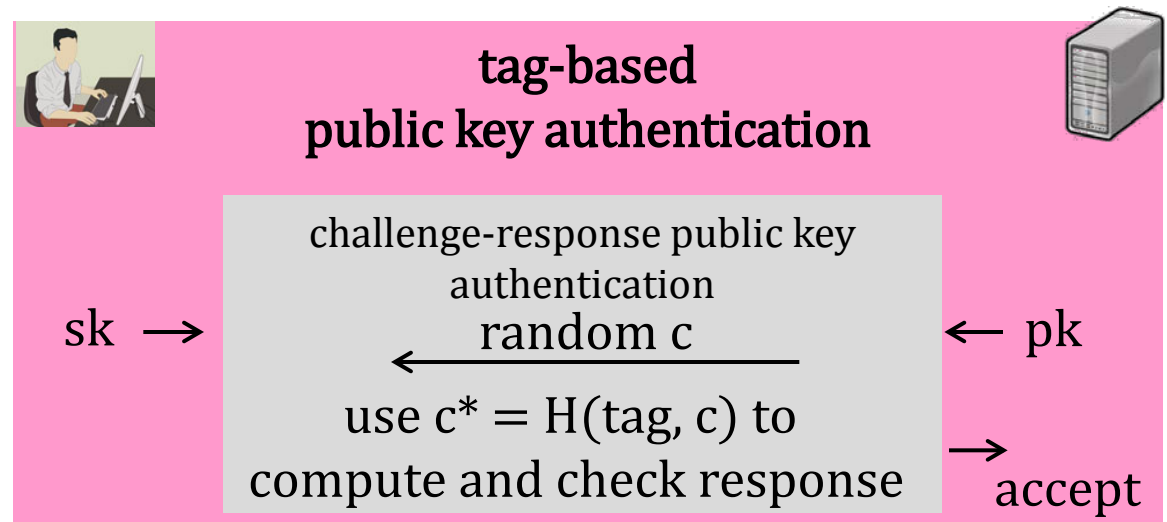 tag-based
public key authentication
challenge-response public key
authentication
sk
random c
pk
use c* = H(tag, c) to
compute and check response
accept